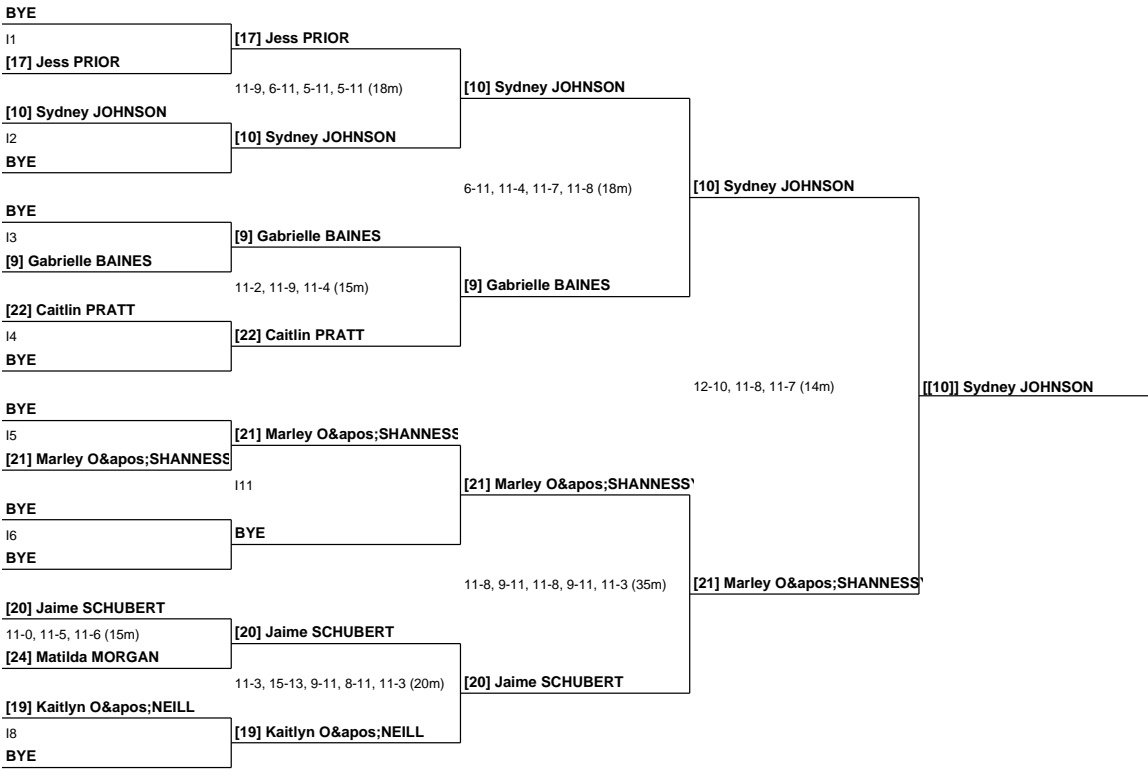 BYE
I1
[17] Jess PRIOR
[10] Sydney JOHNSON
I2
BYE
BYE
I3
[9] Gabrielle BAINES
[22] Caitlin PRATT
I4
BYE
BYE
I5
[21] Marley O&apos;SHANNESS
BYE
I6
BYE
[20] Jaime SCHUBERT
11-0, 11-5, 11-6 (15m)
[24] Matilda MORGAN
[19] Kaitlyn O&apos;NEILL
I8
BYE
[17] Jess PRIOR
11-9, 6-11, 5-11, 5-11 (18m)
[10] Sydney JOHNSON
[9] Gabrielle BAINES
11-2, 11-9, 11-4 (15m)
[22] Caitlin PRATT
[21] Marley O&apos;SHANNESS
I11
BYE
[20] Jaime SCHUBERT
11-3, 15-13, 9-11, 8-11, 11-3 (20m)
[19] Kaitlyn O&apos;NEILL
[10] Sydney JOHNSON
6-11, 11-4, 11-7, 11-8 (18m)
[9] Gabrielle BAINES
[21] Marley O&apos;SHANNESSY
11-8, 9-11, 11-8, 9-11, 11-3 (35m)
[20] Jaime SCHUBERT
[10] Sydney JOHNSON
12-10, 11-8, 11-7 (14m)
[21] Marley O&apos;SHANNESSY
[[10]] Sydney JOHNSON